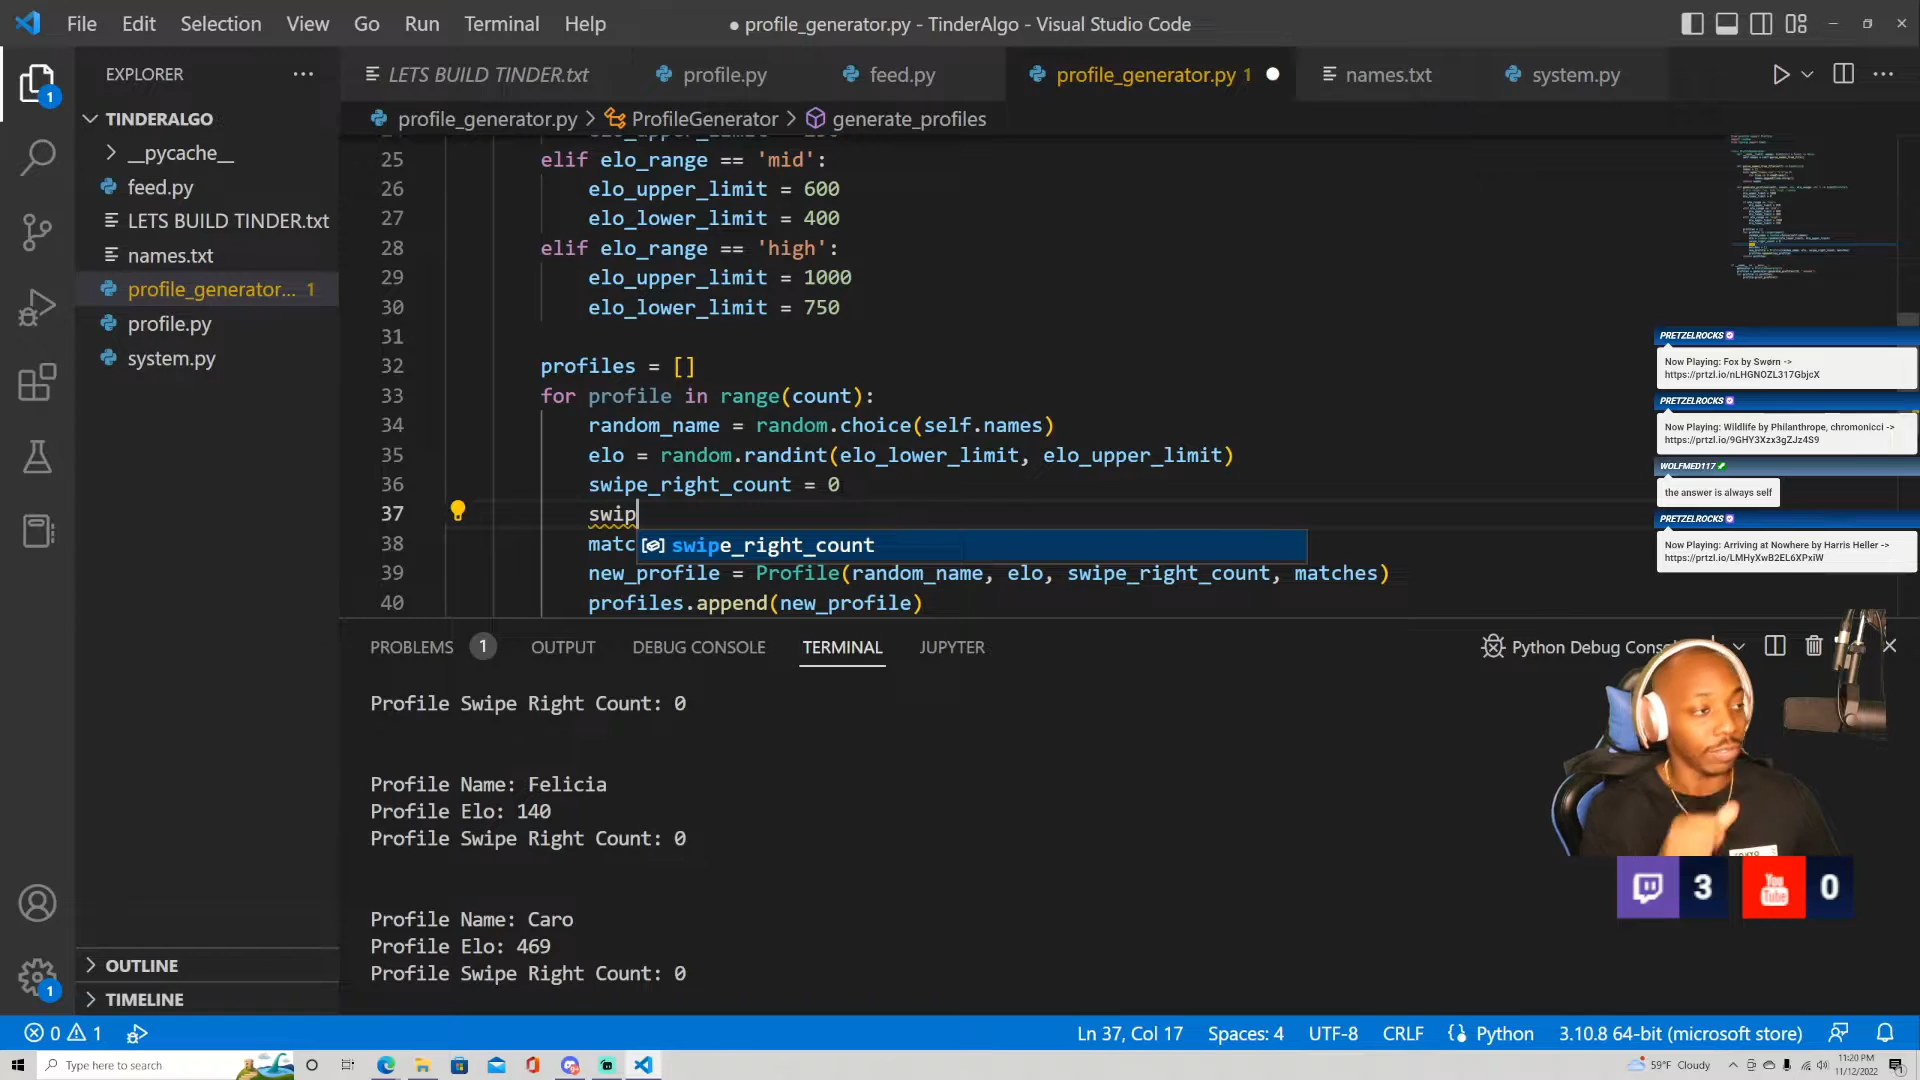 File Edit Selection View Go Run Terminal Help
● profile_generator.py - TinderAlgo - Visual Studio Code
EXPLORER
LETS BUILD TINDER.txt
profile.py
feed.py
profile_generator.py 1
names.txt
system.py
TINDERALGO
__pycache__
feed.py
LETS BUILD TINDER.txt
names.txt
profile_generator... 1
profile.py
system.py
OUTLINE
TIMELINE
1
1
profile_generator.py > ProfileGenerator > generate_profiles
25 elif elo_range == 'mid':
26 elo_upper_limit = 600
27 elo_lower_limit = 400
28 elif elo_range == 'high':
29 elo_upper_limit = 1000
30 elo_lower_limit = 750
31
32 profiles = []
33 for profile in range(count):
34 random_name = random.choice(self.names)
35 elo = random.randint(elo_lower_limit, elo_upper_limit)
36 swipe_right_count = 0
37 swip
swipe_right_count
38 matc
39 new_profile = Profile(random_name, elo, swipe_right_count, matches)
40 profiles.append(new_profile)
PRETZELROCKS
Now Playing: Fox by Sworn ->
https://prtzl.io/nLHGNOZL317GbjcX
PRETZELROCKS
Now Playing: Wildlife by Philanthrope, chromonicci ->
https://prtzl.io/9GHY3Xzx3gZJz4S9
WOLFMED117
the answer is always self
PRETZELROCKS
Now Playing: Arriving at Nowhere by Harris Heller ->
https://prtzl.io/LMHyXwB2EL6XPxiW
PROBLEMS 1 OUTPUT DEBUG CONSOLE TERMINAL JUPYTER
Python Debug Conso
Profile Swipe Right Count: 0
Profile Name: Felicia
Profile Elo: 140
Profile Swipe Right Count: 0
Profile Name: Caro
Profile Elo: 469
Profile Swipe Right Count: 0
3
You Tube
0
0 1
Ln 37, Col 17 Spaces: 4 UTF-8 CRLF Python 3.10.8 64-bit (microsoft store)
Type here to search
59°F Cloudy
11:20 PM
11/12/2022